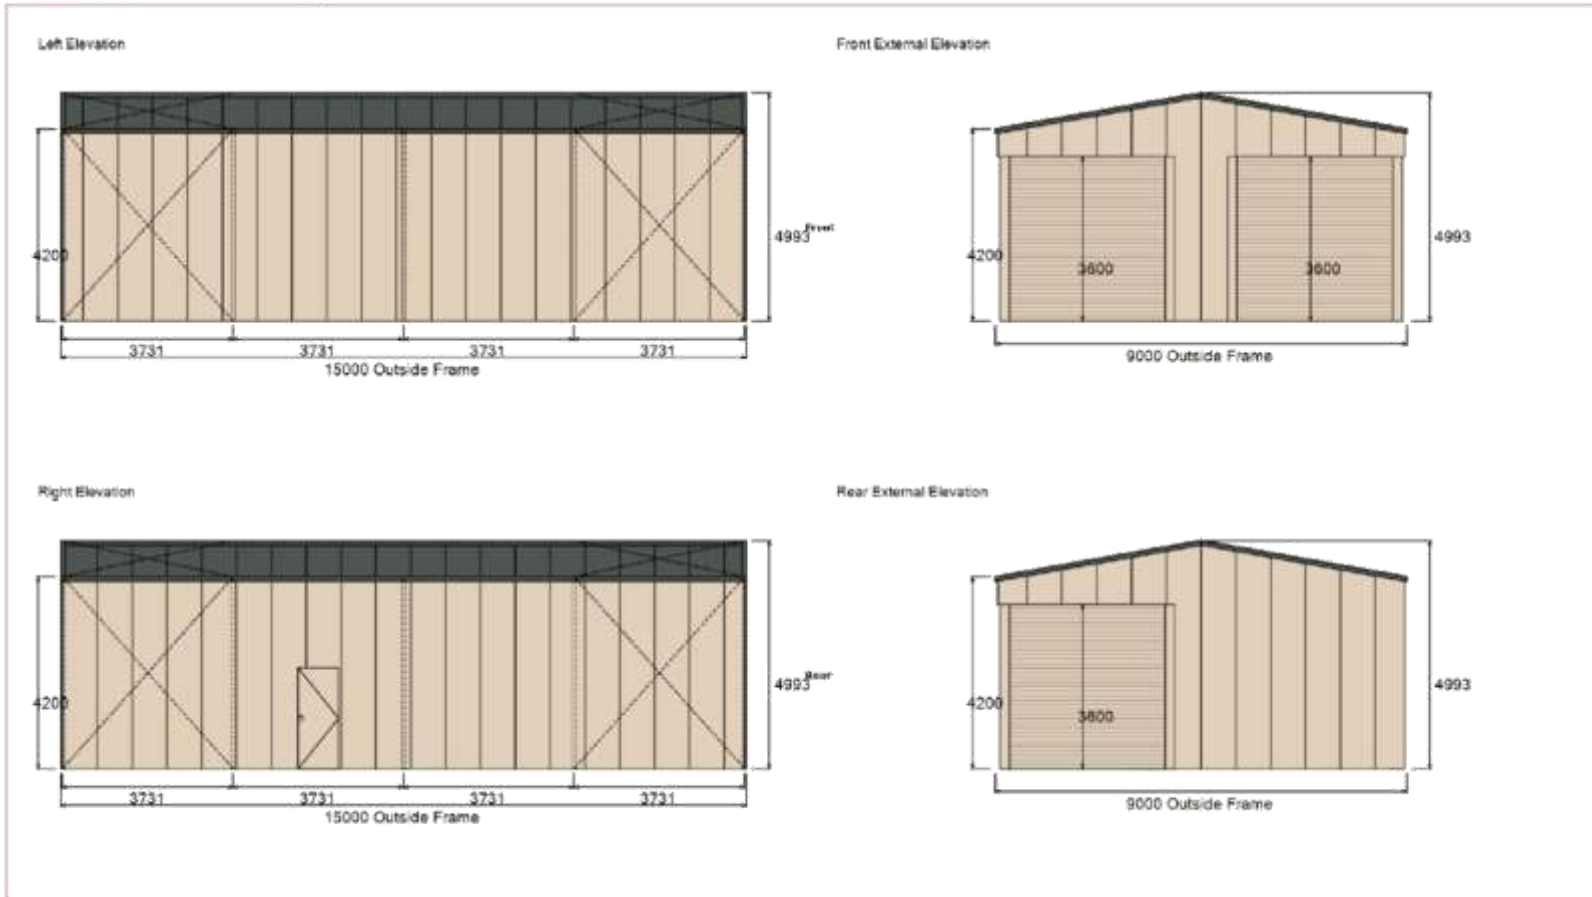 Left Elevation
4200
4993
Front
3731
3731
3731
3731
15000 Outside Frame
Front External Elevation
4200
3600
3600
4993
9000 Outside Frame
Right Elevation
4200
4993
Rear
3731
3731
3731
3731
15000 Outside Frame
Rear External Elevation
4200
3600
4993
9000 Outside Frame